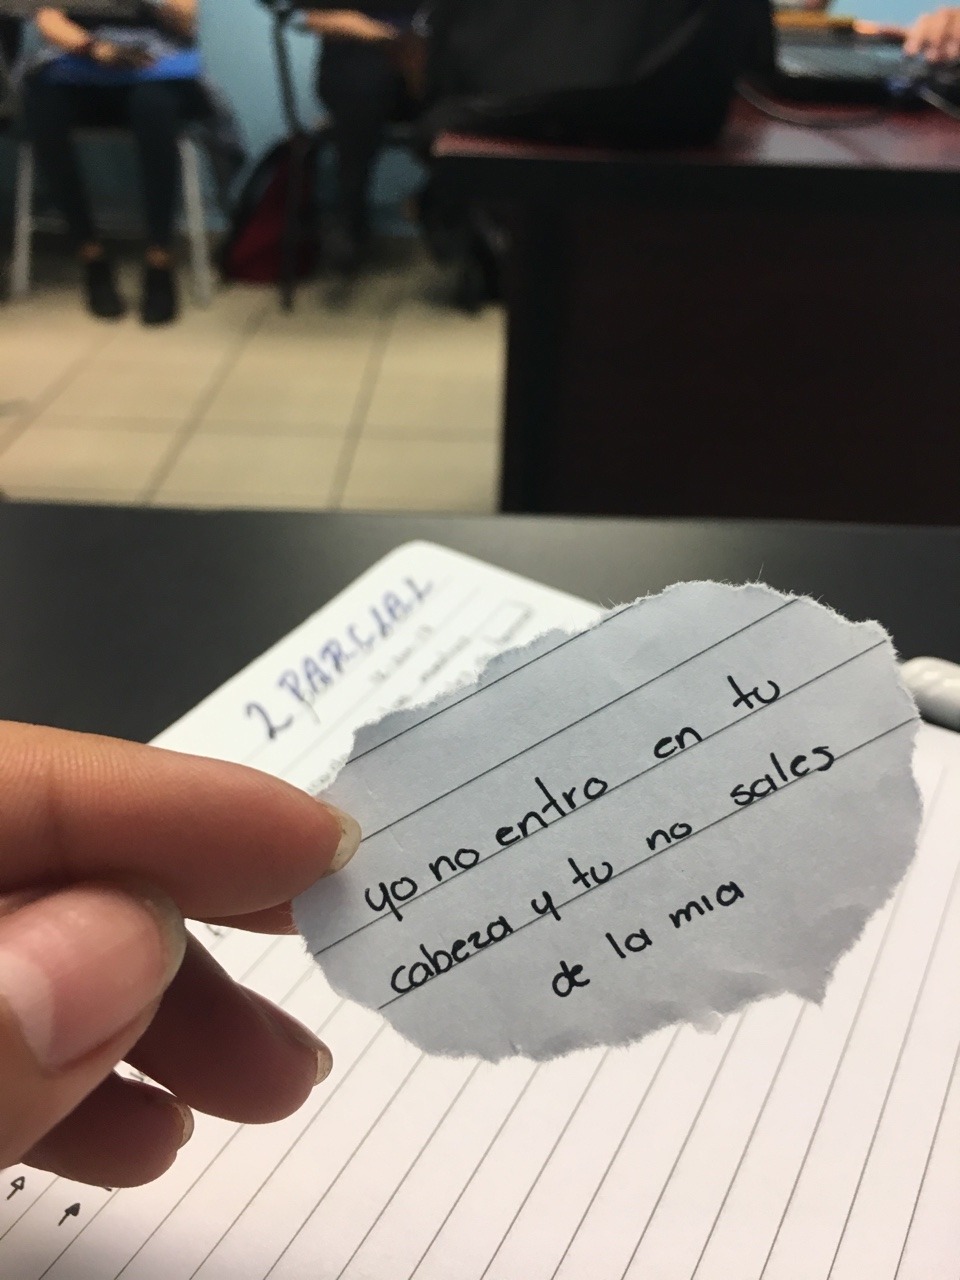 2 PARCIAL
yo no entro en tu
cabeza y tu no sales
de la mia